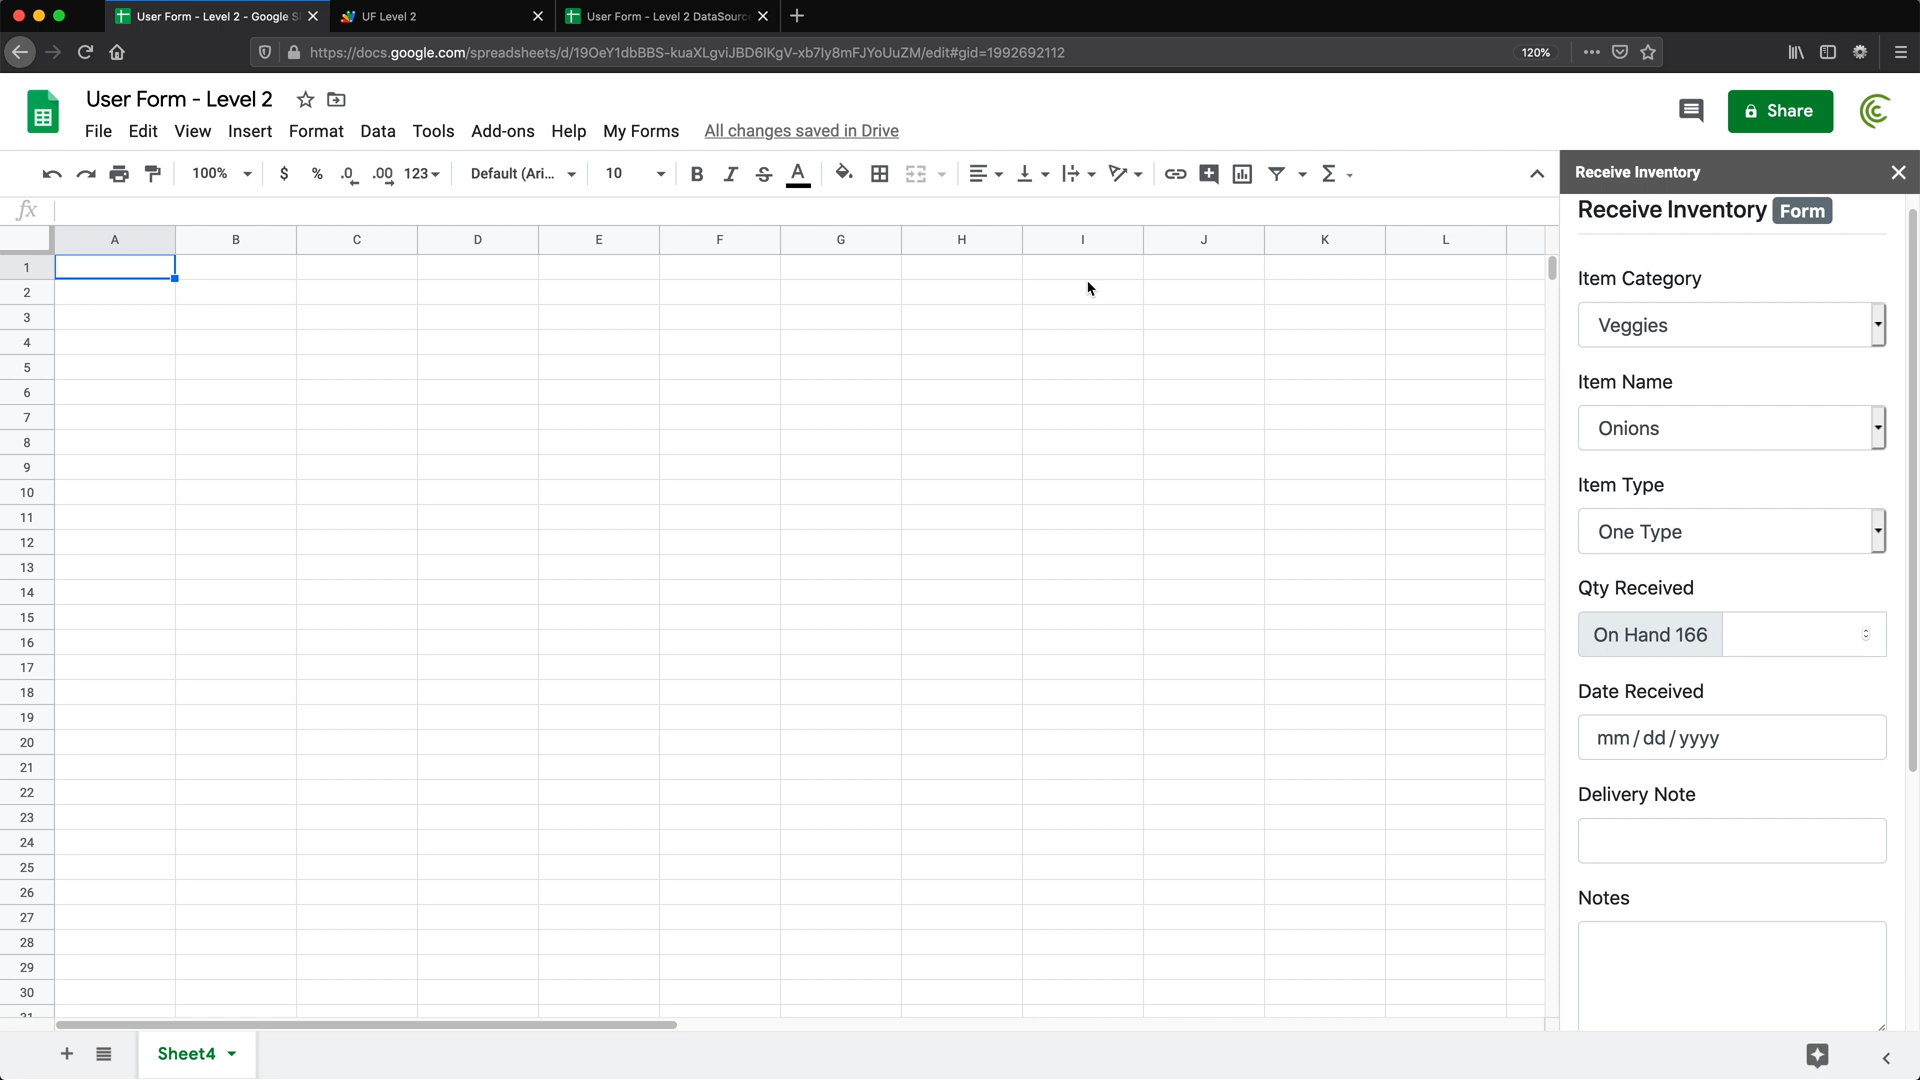 User Form - Level 2 - Google S
UF Level 2
User Form - Level 2 DataSourc
https://docs.google.com/spreadsheets/d/19OeY1dbBBS-kuaXLgviJBD6IKgV-xb7Iy8mFJYoUuZM/edit#gid=1992692112
120%
User Form - Level 2
File Edit View Insert Format Data Tools Add-ons Help My Forms All changes saved in Drive
Share
100% $ % .0 .00 123 Default (Ari... 10 B I S A Σ
fx
A B C D E F G H I J K L
1
2
3
4
5
6
7
8
9
10
11
12
13
14
15
16
17
18
19
20
21
22
23
24
25
26
27
28
29
30
31
Sheet4
Receive Inventory
Receive Inventory Form
Item Category
Veggies
Item Name
Onions
Item Type
One Type
Qty Received
On Hand 166
Date Received
mm / dd / yyyy
Delivery Note
Notes